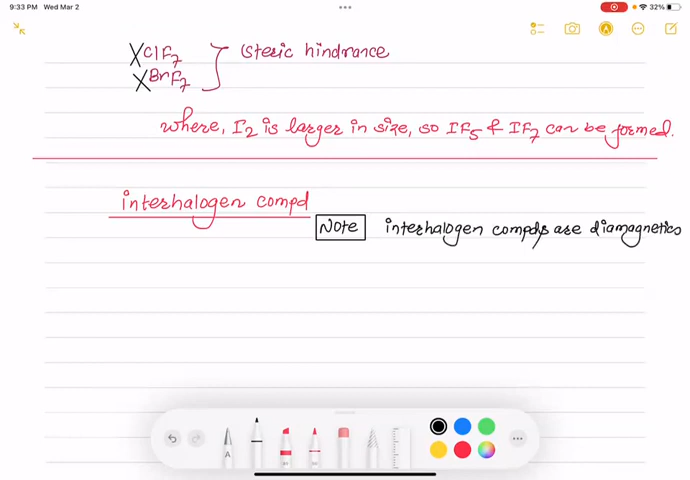 9:33 PM Wed Mar 2
32%
XClF7
XBrF7
steric hindrance
where, I2 is larger in size, so IF5 & IF7 can be formed.
interhalogen compd
Note interhalogen compds are diamagnetics
A